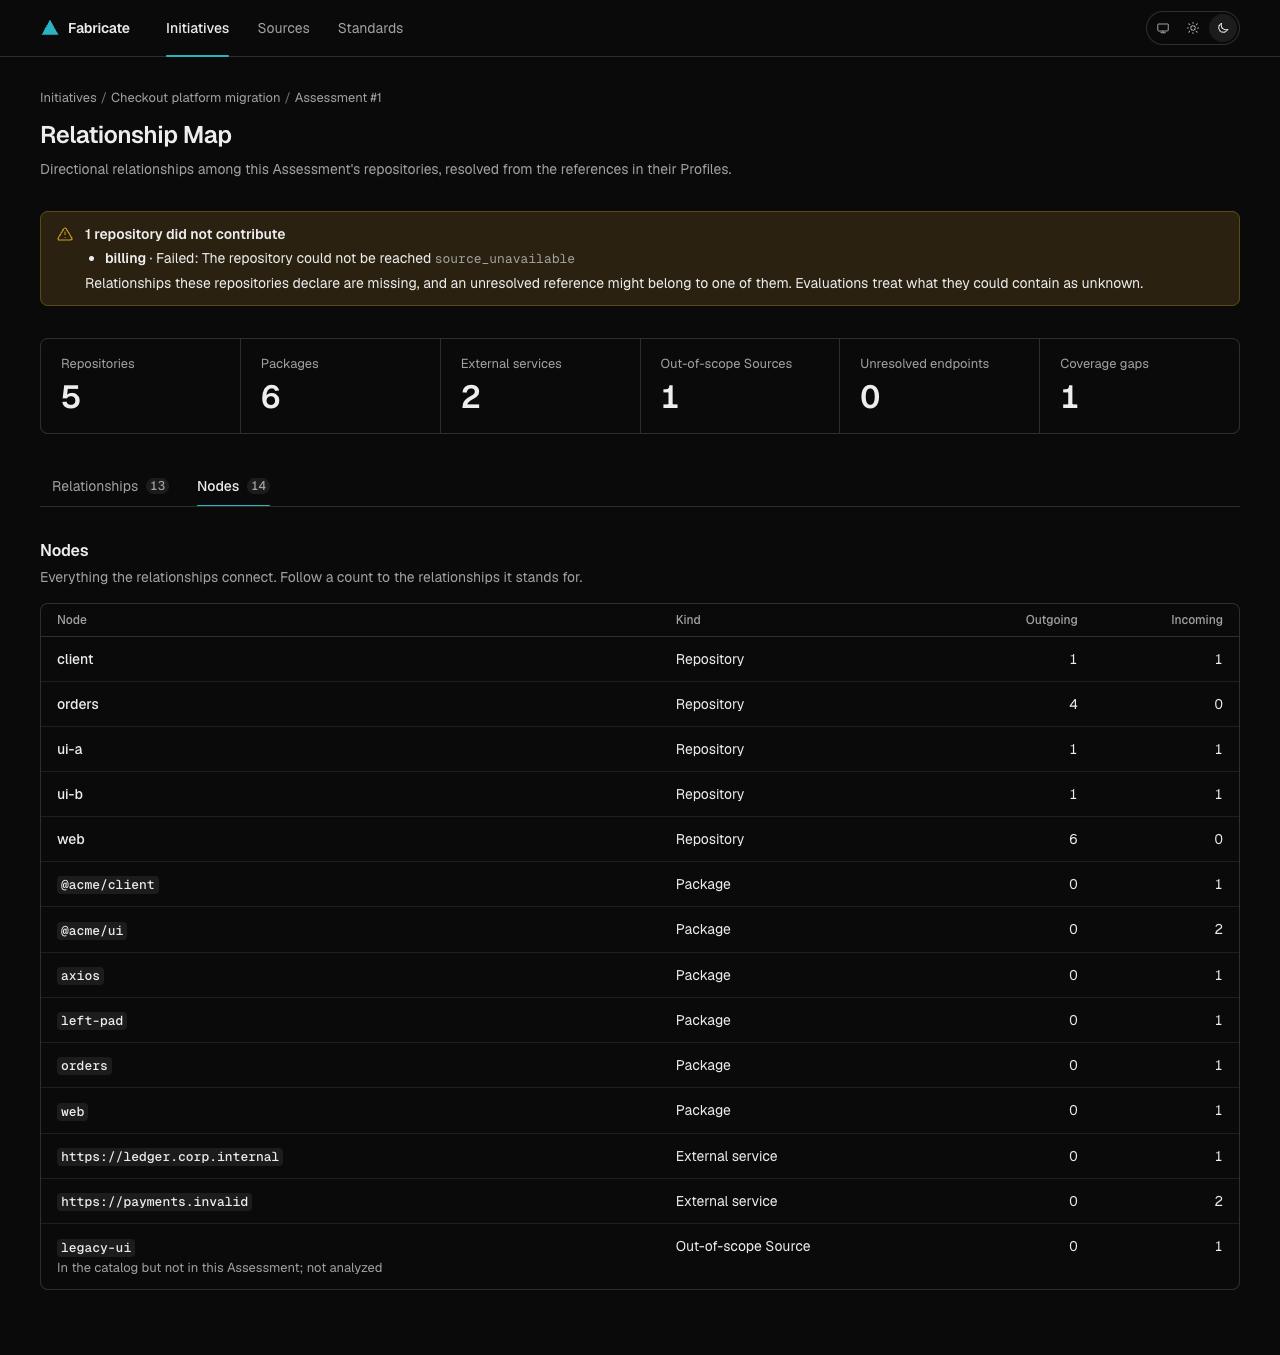 Fabricate Initiatives Sources Standards
Initiatives / Checkout platform migration / Assessment #1
Relationship Map
Directional relationships among this Assessment's repositories, resolved from the references in their Profiles.
1 repository did not contribute
• billing · Failed: The repository could not be reached source_unavailable
Relationships these repositories declare are missing, and an unresolved reference might belong to one of them. Evaluations treat what they could contain as unknown.
Repositories Packages External services Out-of-scope Sources Unresolved endpoints Coverage gaps
5 6 2 1 0 1
Relationships 13 Nodes 14
Nodes
Everything the relationships connect. Follow a count to the relationships it stands for.
Node Kind Outgoing Incoming
client Repository 1 1
orders Repository 4 0
ui-a Repository 1 1
ui-b Repository 1 1
web Repository 6 0
@acme/client Package 0 1
@acme/ui Package 0 2
axios Package 0 1
left-pad Package 0 1
orders Package 0 1
web Package 0 1
https://ledger.corp.internal External service 0 1
https://payments.invalid External service 0 2
legacy-ui Out-of-scope Source 0 1
In the catalog but not in this Assessment; not analyzed